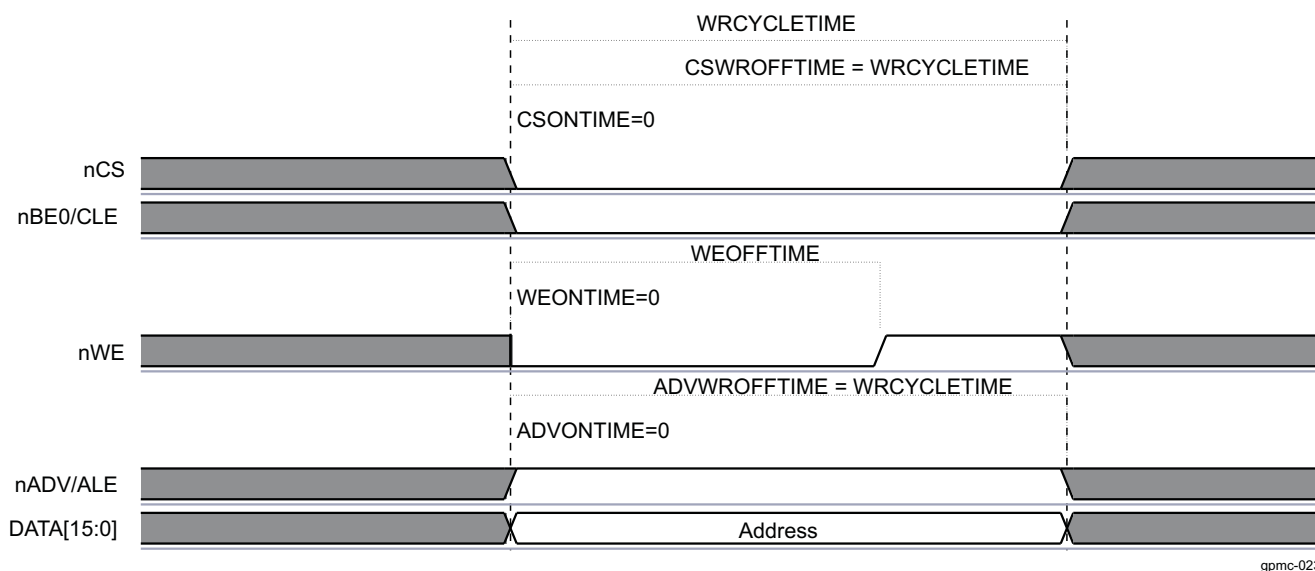 WRCYCLETIME
CSWROFFTIME = WRCYCLETIME
CSONTIME=0
nCS
nBE0/CLE
WEOFFTIME
WEONTIME=0
nWE
ADVWROFFTIME = WRCYCLETIME
ADVONTIME=0
nADV/ALE
DATA[15:0]
Address